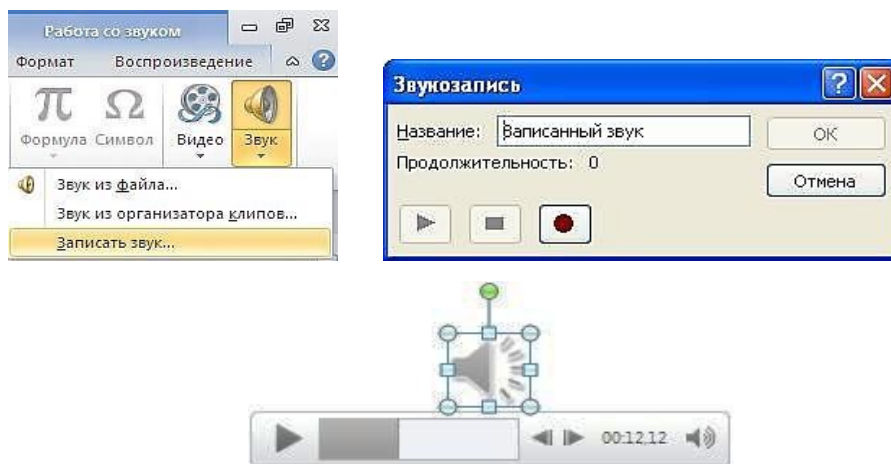 Работа со звуком
Формат Воспроизведение
Формула Символ Видео Звук
Звук из файла...
Звук из организатора клипов...
Записать звук...
Звукозапись
Название: Записанный звук
Продолжительность: 0
ОК
Отмена
00:12,12